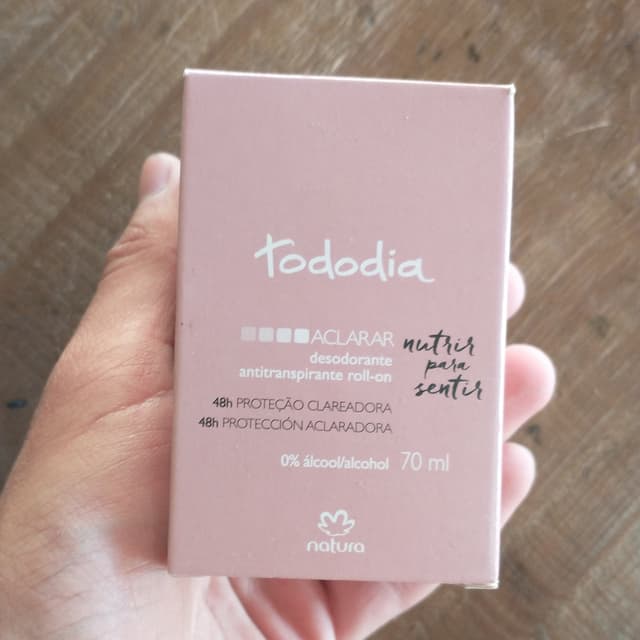 tododia
ACLARAR
desodorante
antitranspirante roll-on
nutrir
para
sentir
48h PROTEÇÃO CLAREADORA
48h PROTECCIÓN ACLARADORA
0% álcool/alcohol 70 ml
natura